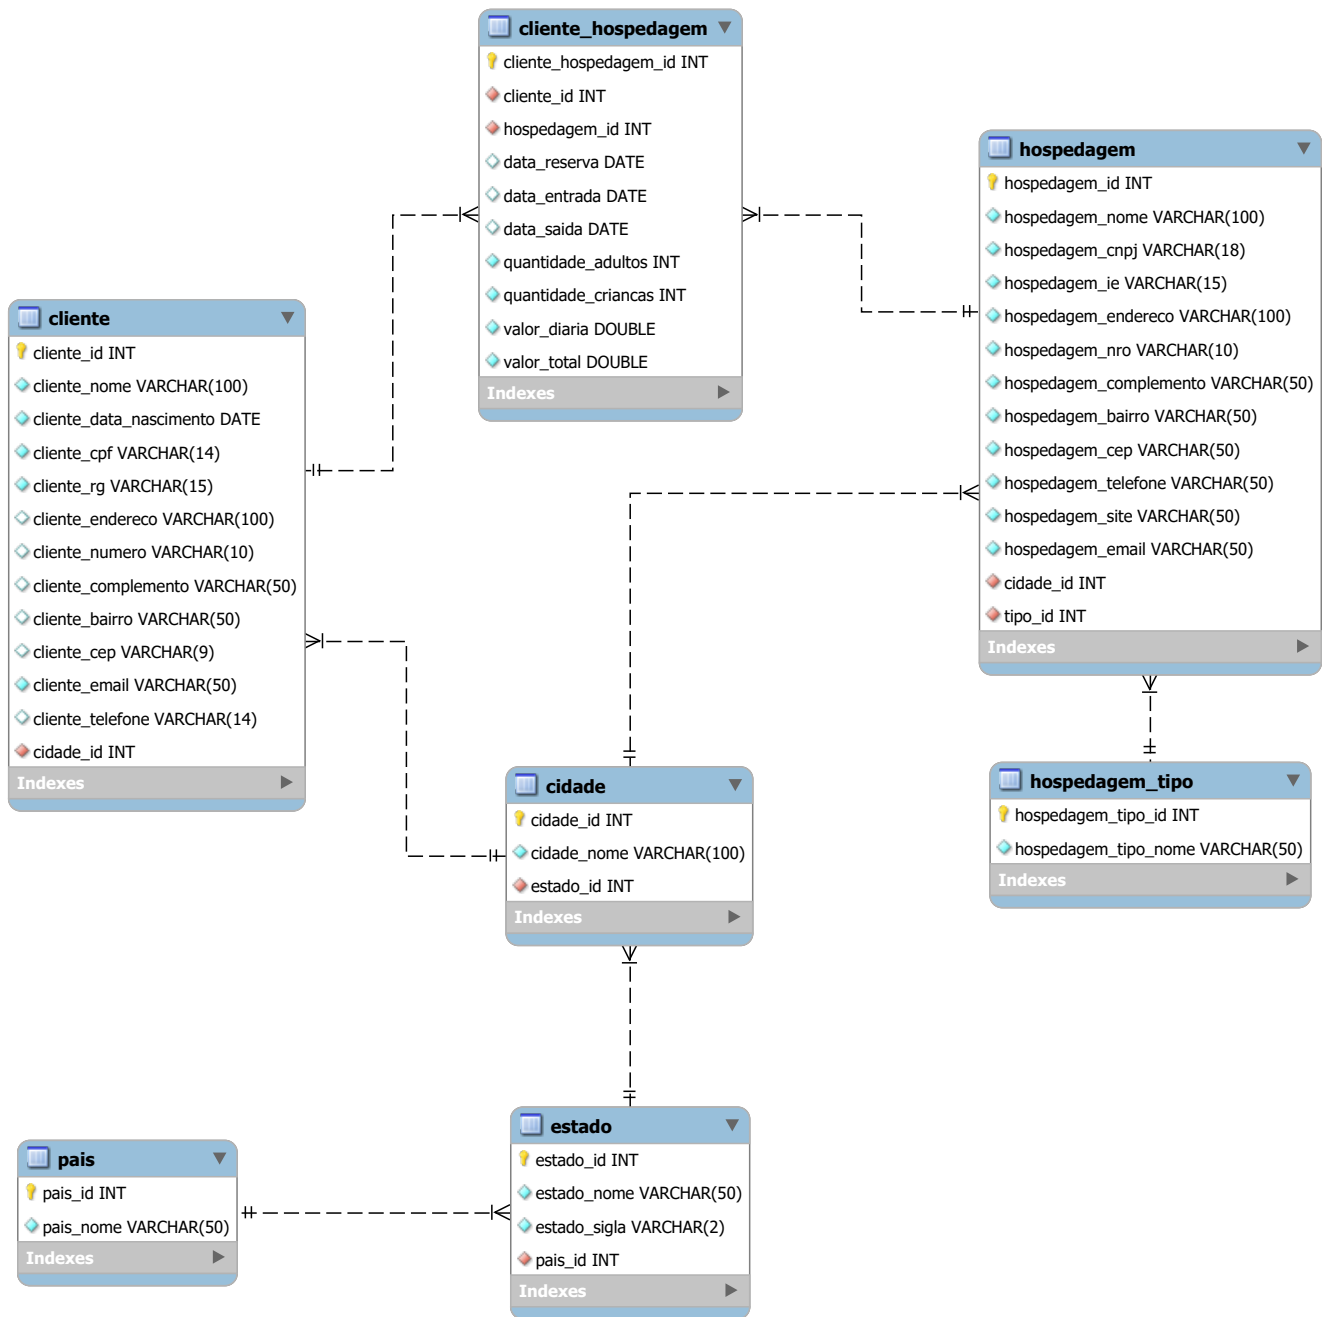 cliente_hospedagem
cliente_hospedagem_id INT
cliente_id INT
hospedagem_id INT
data_reserva DATE
data_entrada DATE
data_saida DATE
quantidade_adultos INT
quantidade_criancas INT
valor_diaria DOUBLE
valor_total DOUBLE
Indexes
hospedagem
hospedagem_id INT
hospedagem_nome VARCHAR(100)
hospedagem_cnpj VARCHAR(18)
hospedagem_ie VARCHAR(15)
hospedagem_endereco VARCHAR(100)
hospedagem_nro VARCHAR(10)
hospedagem_complemento VARCHAR(50)
hospedagem_bairro VARCHAR(50)
hospedagem_cep VARCHAR(50)
hospedagem_telefone VARCHAR(50)
hospedagem_site VARCHAR(50)
hospedagem_email VARCHAR(50)
cidade_id INT
tipo_id INT
Indexes
cliente
cliente_id INT
cliente_nome VARCHAR(100)
cliente_data_nascimento DATE
cliente_cpf VARCHAR(14)
cliente_rg VARCHAR(15)
cliente_endereco VARCHAR(100)
cliente_numero VARCHAR(10)
cliente_complemento VARCHAR(50)
cliente_bairro VARCHAR(50)
cliente_cep VARCHAR(9)
cliente_email VARCHAR(50)
cliente_telefone VARCHAR(14)
cidade_id INT
Indexes
cidade
cidade_id INT
cidade_nome VARCHAR(100)
estado_id INT
Indexes
hospedagem_tipo
hospedagem_tipo_id INT
hospedagem_tipo_nome VARCHAR(50)
Indexes
pais
pais_id INT
pais_nome VARCHAR(50)
Indexes
estado
estado_id INT
estado_nome VARCHAR(50)
estado_sigla VARCHAR(2)
pais_id INT
Indexes